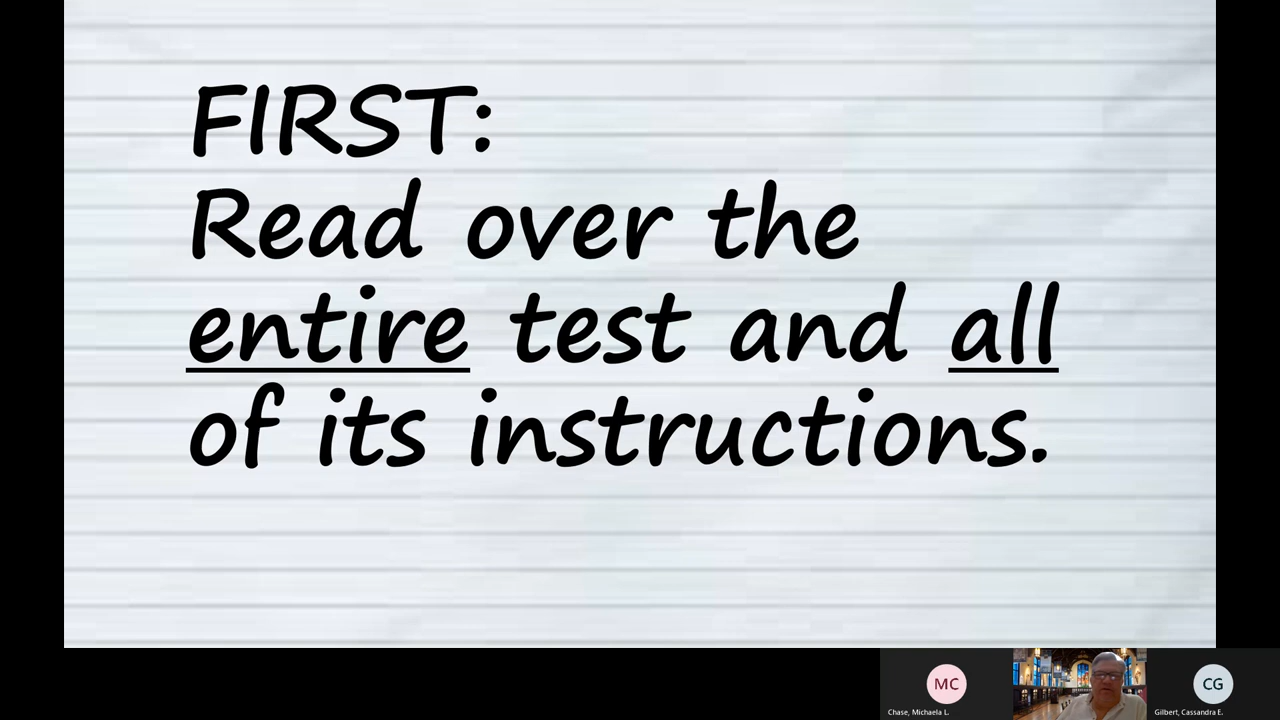 FIRST:
Read over the
entire test and all
of its instructions.
MC
CG
Chase, Michaela L.
Gilbert, Cassandra E.